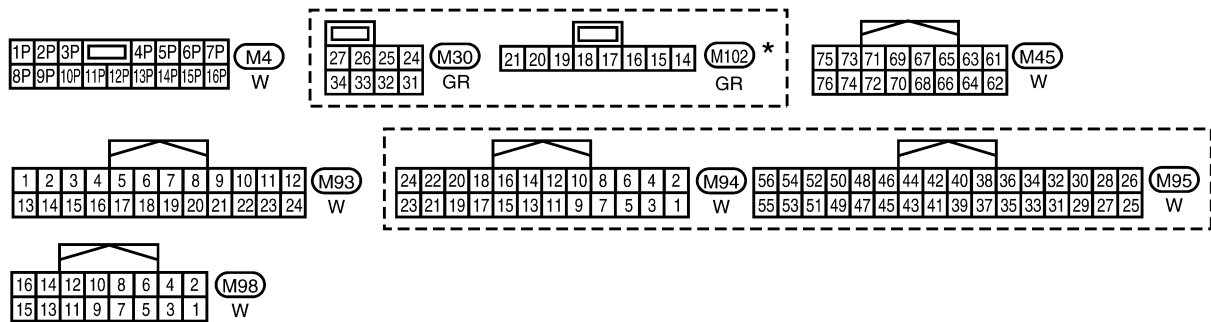 1P 2P 3P 4P 5P 6P 7P M4
8P 9P 10P 11P 12P 13P 14P 15P 16P W
27 26 25 24 M30
34 33 32 31 GR
21 20 19 18 17 16 15 14 M102 *
GR
75 73 71 69 67 65 63 61 M45
76 74 72 70 68 66 64 62 W
1 2 3 4 5 6 7 8 9 10 11 12 M93
13 14 15 16 17 18 19 20 21 22 23 24 W
24 22 20 18 16 14 12 10 8 6 4 2 M94
23 21 19 17 15 13 11 9 7 5 3 1 W
56 54 52 50 48 46 44 42 40 38 36 34 32 30 28 26 M95
55 53 51 49 47 45 43 41 39 37 35 33 31 29 27 25 W
16 14 12 10 8 6 4 2 M98
15 13 11 9 7 5 3 1 W